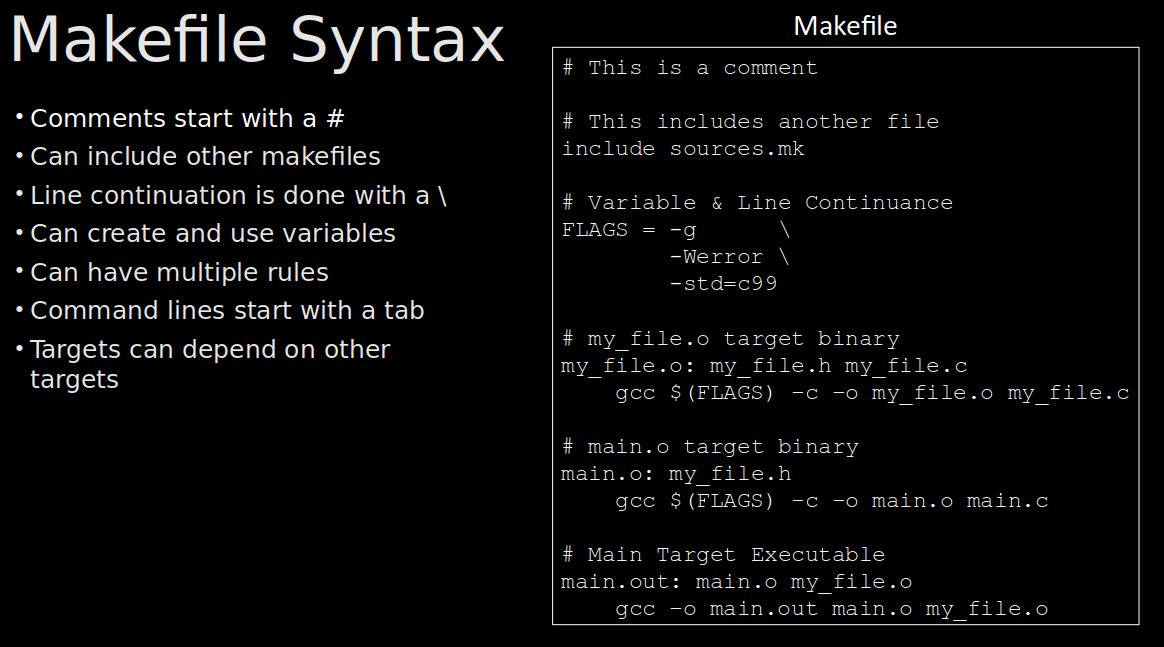 Makefile Syntax
• Comments start with a #
• Can include other makefiles
• Line continuation is done with a \
• Can create and use variables
• Can have multiple rules
• Command lines start with a tab
• Targets can depend on other
targets
Makefile
# This is a comment
# This includes another file
include sources.mk
# Variable & Line Continuance
FLAGS = -g      \
        -Werror \
        -std=c99
# my_file.o target binary
my_file.o: my_file.h my_file.c
    gcc $(FLAGS) -c -o my_file.o my_file.c
# main.o target binary
main.o: my_file.h
    gcc $(FLAGS) -c -o main.o main.c
# Main Target Executable
main.out: main.o my_file.o
    gcc -o main.out main.o my_file.o